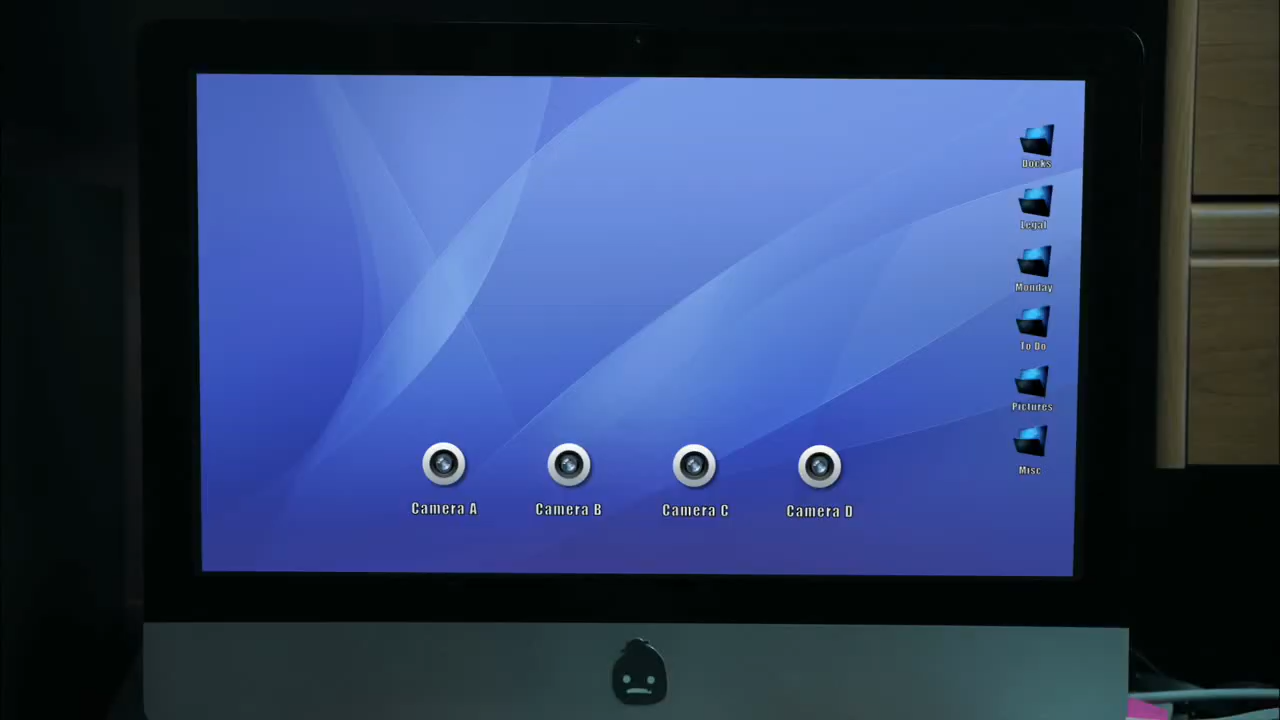 Docks
Legal
Monday
To Do
Pictures
Misc
Camera A
Camera B
Camera C
Camera D